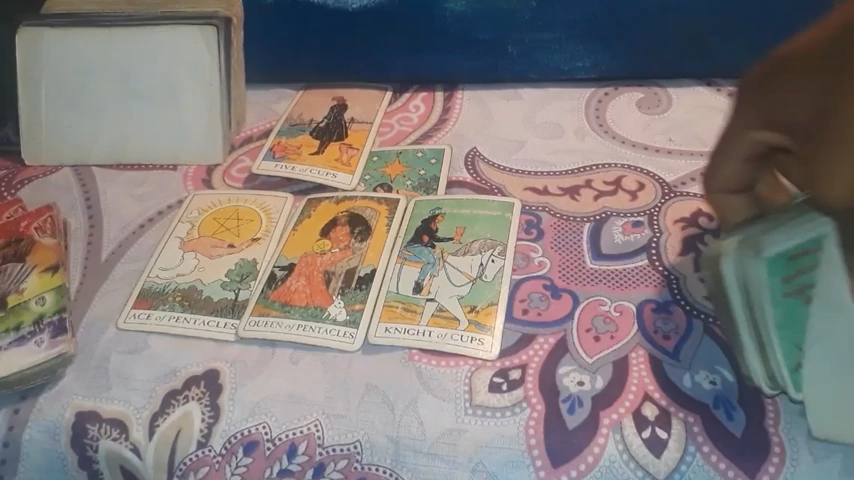 FIVE of CUPS
ACE of PENTACLES
QUEEN of PENTACLES
KNIGHT of CUPS